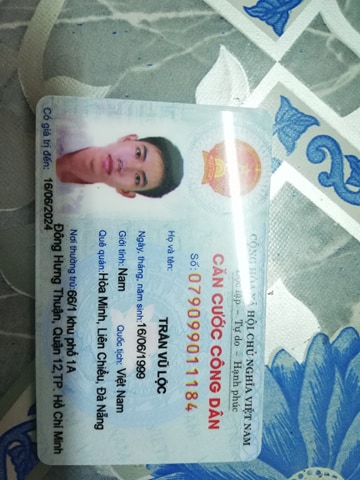 CỘNG HÒA XÃ HỘI CHỦ NGHĨA VIỆT NAM
Độc lập - Tự do - Hạnh phúc
CĂN CƯỚC CÔNG DÂN
Số: 079099011184
Họ và tên:
TRẦN VŨ LỘC
Ngày, tháng, năm sinh: 16/06/1999
Giới tính: Nam Quốc tịch: Việt Nam
Quê quán: Hòa Minh, Liên Chiểu, Đà Nẵng
Nơi thường trú: 66/1 khu phố 1A
Đông Hưng Thuận, Quận 12, TP. Hồ Chí Minh
Có giá trị đến: 16/06/2024